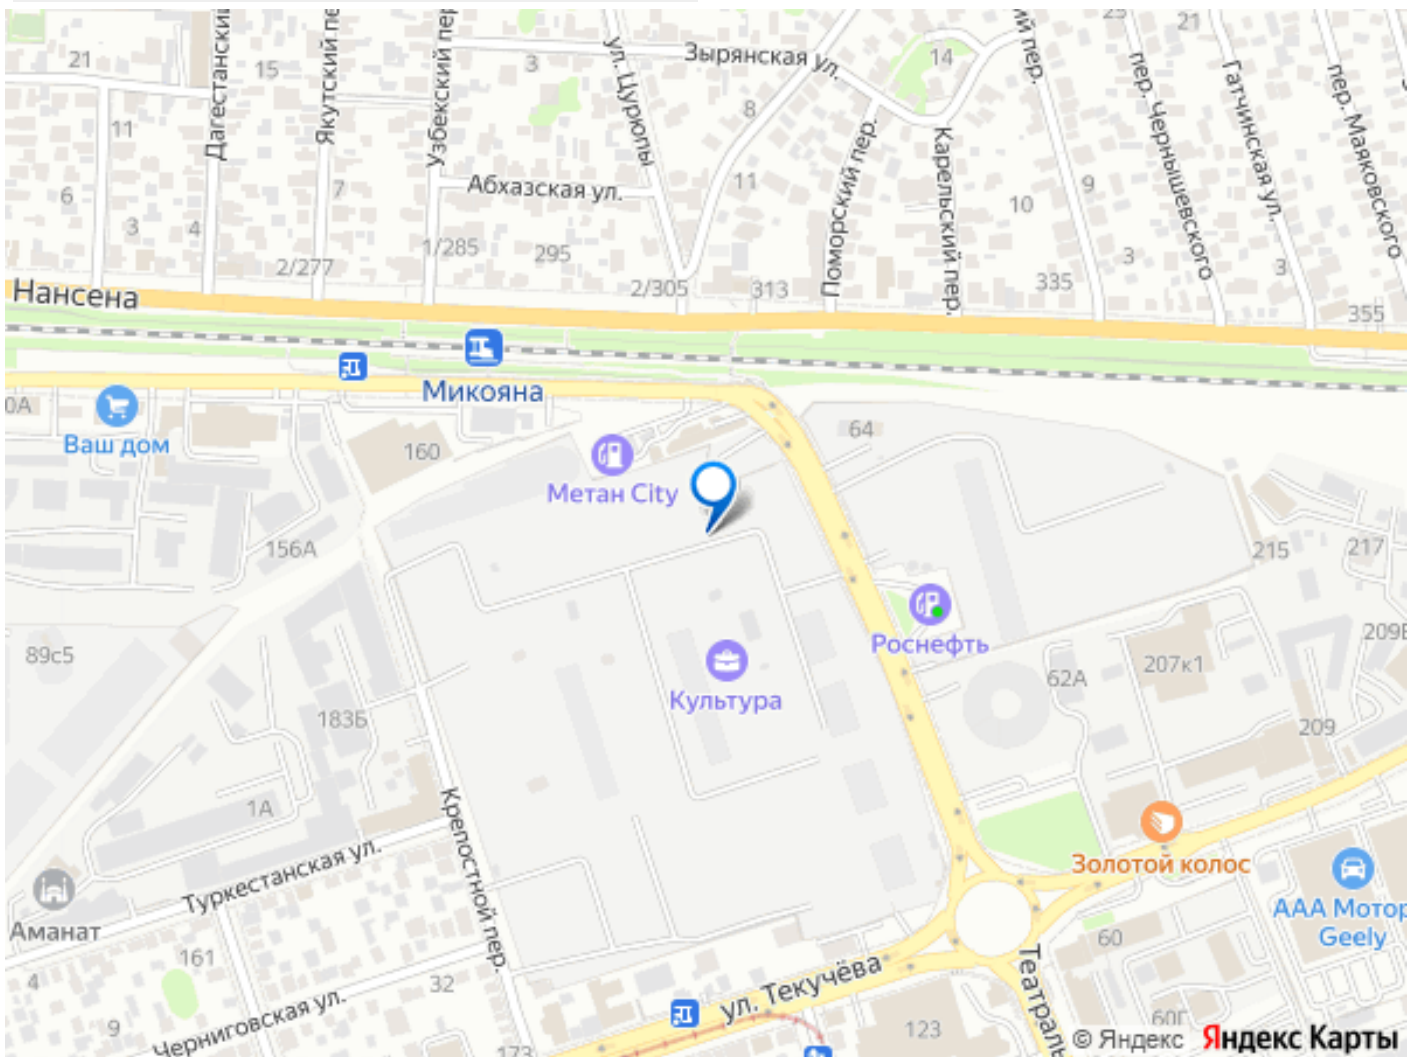 Дагестанский
Якутский пе
Узбекский пер
ул. Цурюпы
Зырянская ул.
ий пер.
пер. Чернышевского
Гатчинская ул.
пер. Маяковского
21
15
3
14
21
8
11
7
Абхазская ул.
11
Поморский пер.
Карельский пер.
10
9
6
3
4
1/285
295
3
3
2/277
2/305
313
335
355
Нансена
Микояна
0А
Ваш дом
160
64
Метан City
156А
215
217
Роснефть
89с5
62А
207к1
209Б
Культура
183Б
209
1А
Крепостной пер.
Туркестанская ул.
Золотой колос
Аманат
ААА Мотор
Geely
161
32
60
4
ул. Текучёва
Театраль
9
Черниговская ул.
173
123
60Г
© Яндекс Яндекс Карты